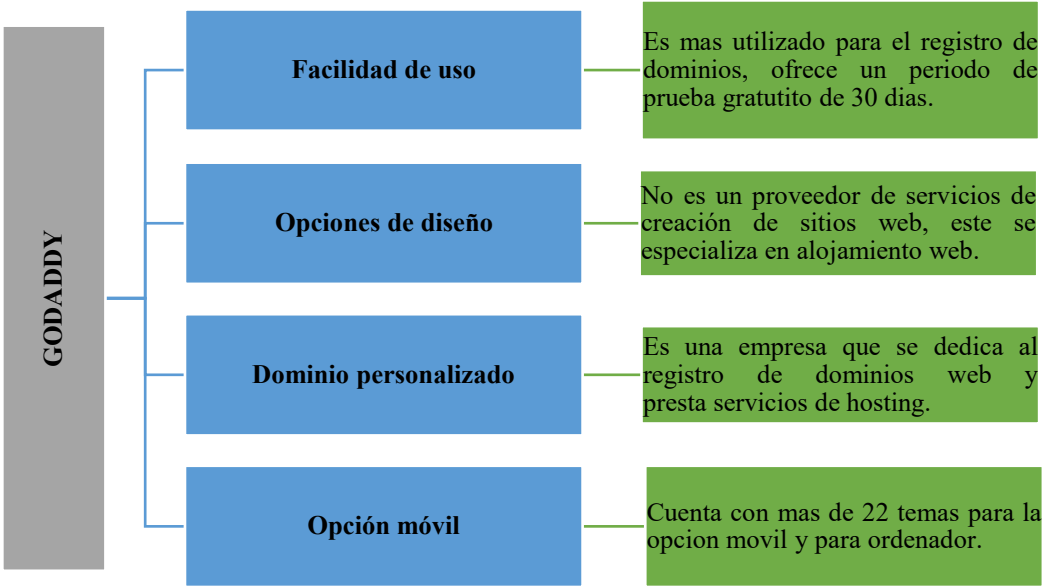 GODADDY
Facilidad de uso
Es mas utilizado para el registro de
dominios, ofrece un periodo de
prueba gratutito de 30 dias.
Opciones de diseño
No es un proveedor de servicios de
creación de sitios web, este se
especializa en alojamiento web.
Dominio personalizado
Es una empresa que se dedica al
registro de dominios web y
presta servicios de hosting.
Opción móvil
Cuenta con mas de 22 temas para la
opcion movil y para ordenador.